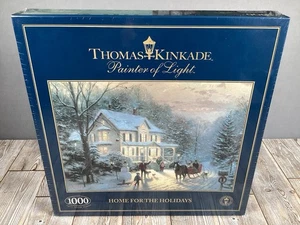 THOMAS KINKADE
Painter of Light
1000
HOME FOR THE HOLIDAYS